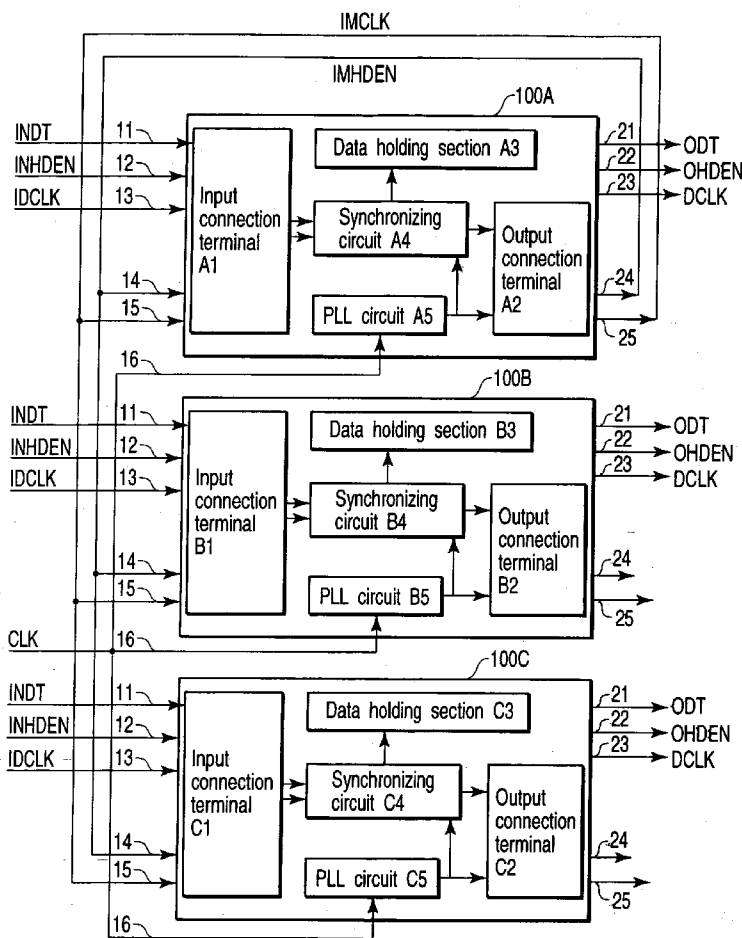 IMCLK
IMHDEN
100A
INDT 11
INHDEN 12
IDCLK 13
14
15
16
Input
connection
terminal
A1
Data holding section A3
Synchronizing
circuit A4
PLL circuit A5
Output
connection
terminal
A2
21 ODT
22 OHDEN
23 DCLK
24
25
100B
INDT 11
INHDEN 12
IDCLK 13
14
15
CLK 16
Input
connection
terminal
B1
Data holding section B3
Synchronizing
circuit B4
PLL circuit B5
Output
connection
terminal
B2
21 ODT
22 OHDEN
23 DCLK
24
25
100C
INDT 11
INHDEN 12
IDCLK 13
14
15
16
Input
connection
terminal
C1
Data holding section C3
Synchronizing
circuit C4
PLL circuit C5
Output
connection
terminal
C2
21 ODT
22 OHDEN
23 DCLK
24
25